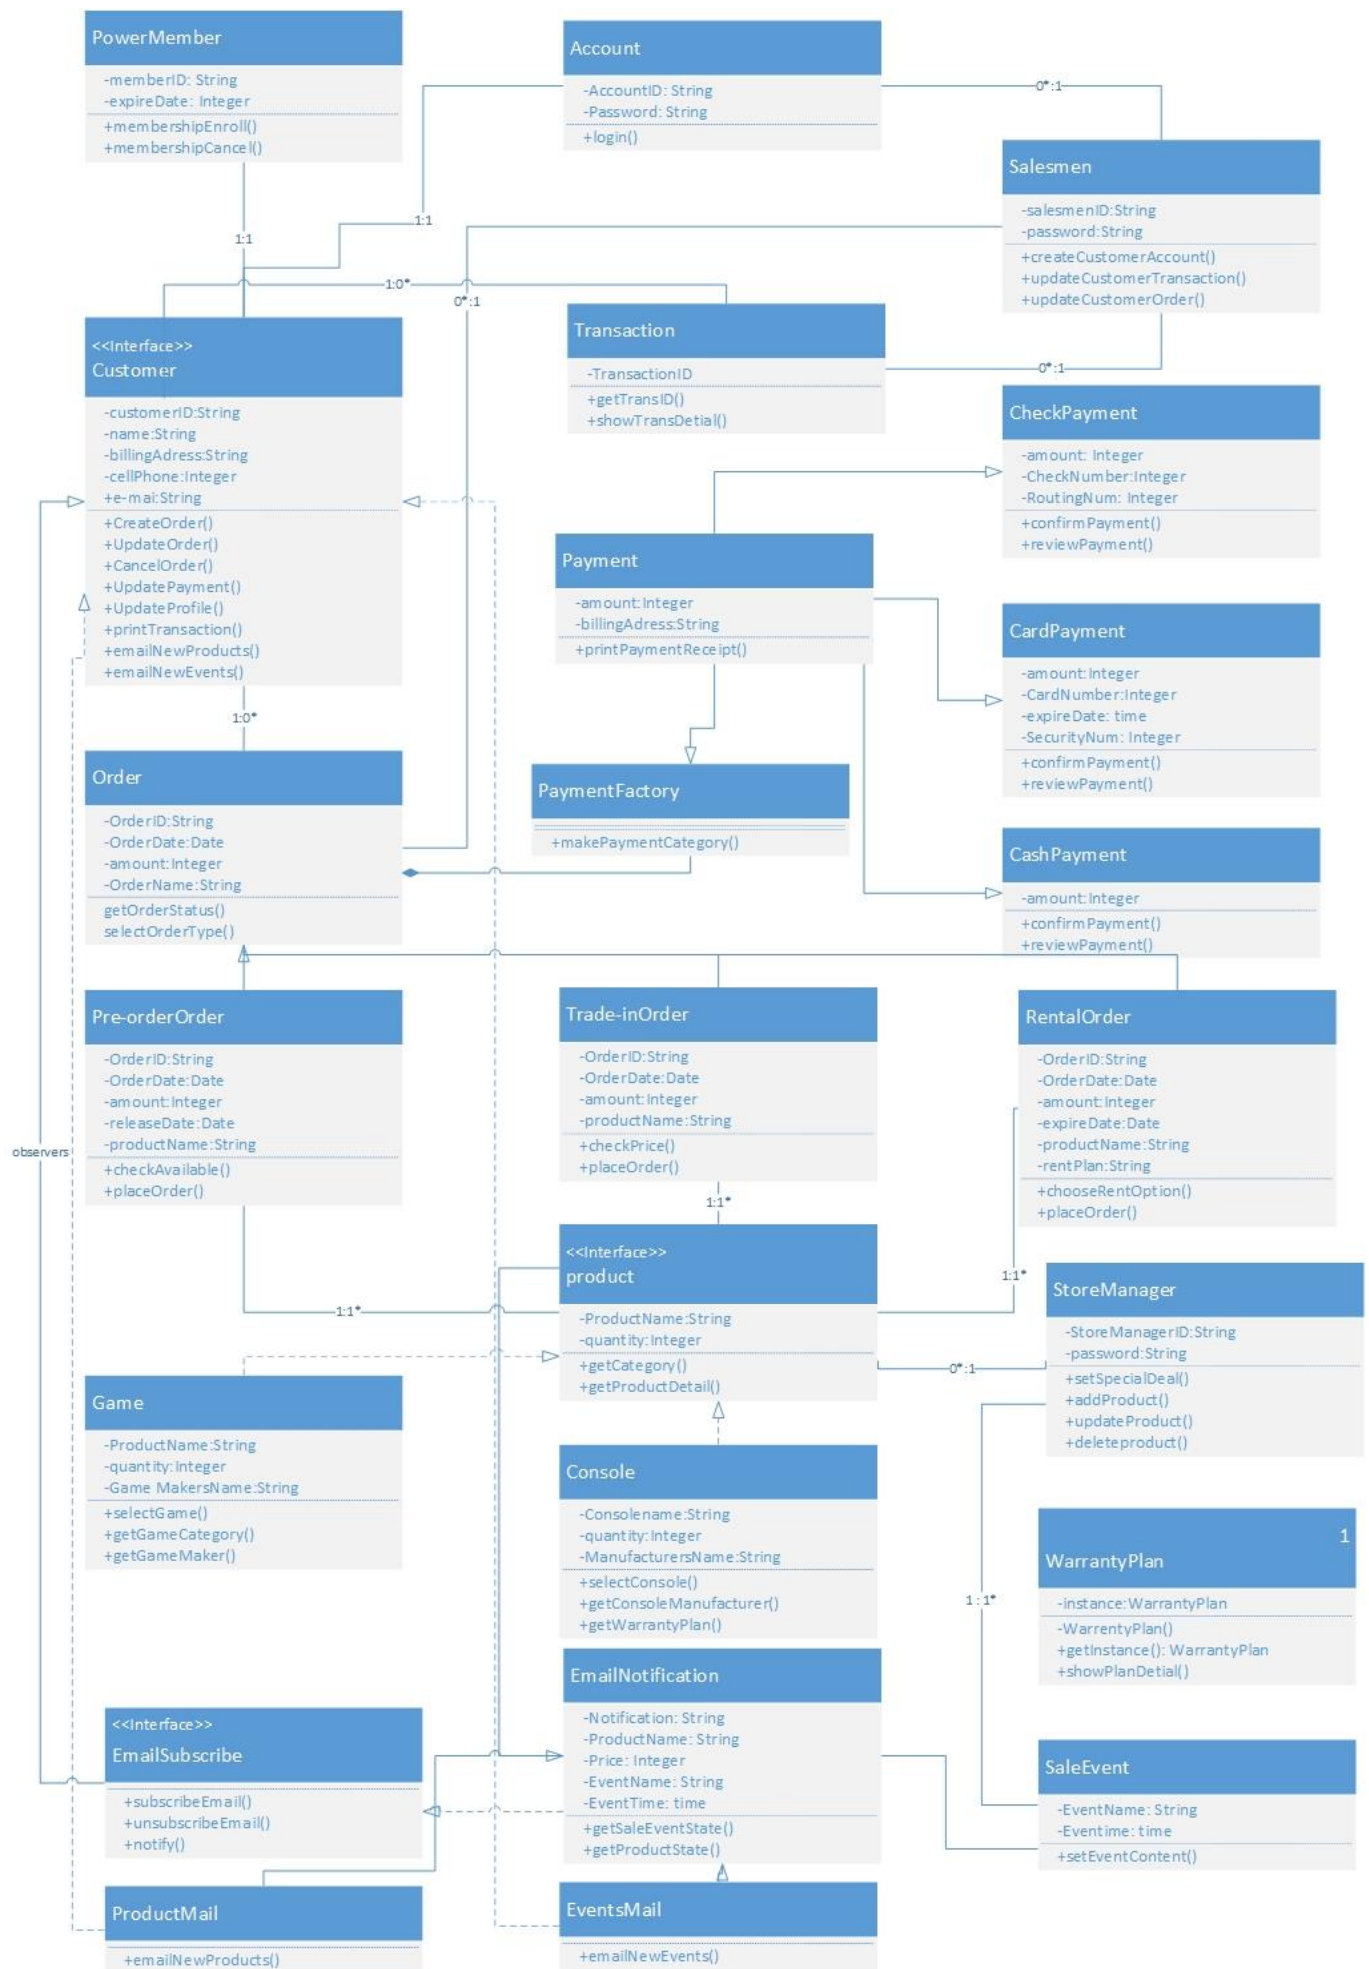 PowerMember
-memberID: String
-expireDate: Integer
+membershipEnroll()
+membershipCancel()
Account
-AccountID: String
-Password: String
+login()
0*:1
Salesmen
-salesmenID:String
-password:String
+createCustomerAccount()
+updateCustomerTransaction()
+updateCustomerOrder()
1:1
1:1
1:0*
0*:1
<<Interface>>
Customer
-customerID:String
-name:String
-billingAdress:String
-cellPhone:Integer
+e-mai:String
+CreateOrder()
+UpdateOrder()
+CancelOrder()
+UpdatePayment()
+UpdateProfile()
+printTransaction()
+emailNewProducts()
+emailNewEvents()
Transaction
-TransactionID
+getTransID()
+showTransDetial()
0*:1
CheckPayment
-amount: Integer
-CheckNumber:Integer
-RoutingNum: Integer
+confirmPayment()
+reviewPayment()
Payment
-amount:Integer
-billingAdress:String
+printPaymentReceipt()
CardPayment
-amount:Integer
-CardNumber:Integer
-expireDate: time
-SecurityNum: Integer
+confirmPayment()
+reviewPayment()
1:0*
Order
-OrderID:String
-OrderDate:Date
-amount:Integer
-OrderName:String
getOrderStatus()
selectOrderType()
PaymentFactory
+makePaymentCategory()
CashPayment
-amount:Integer
+confirmPayment()
+reviewPayment()
Pre-orderOrder
-OrderID:String
-OrderDate:Date
-amount:Integer
-releaseDate:Date
-productName:String
+checkAvailable()
+placeOrder()
Trade-inOrder
-OrderID:String
-OrderDate:Date
-amount:Integer
-productName:String
+checkPrice()
+placeOrder()
RentalOrder
-OrderID:String
-OrderDate:Date
-amount:Integer
-expireDate:Date
-productName:String
-rentPlan:String
+chooseRentOption()
+placeOrder()
observers
1:1*
1:1*
1:1*
<<Interface>>
product
-ProductName:String
-quantity:Integer
+getCategory()
+getProductDetail()
0*:1
StoreManager
-StoreManagerID:String
-password:String
+setSpecialDeal()
+addProduct()
+updateProduct()
+deleteproduct()
Game
-ProductName:String
-quantity:Integer
-Game MakersName:String
+selectGame()
+getGameCategory()
+getGameMaker()
Console
-Consolename:String
-quantity:Integer
-ManufacturersName:String
+selectConsole()
+getConsoleManufacturer()
+getWarrantyPlan()
1
WarrantyPlan
-instance:WarrantyPlan
-WarrentyPlan()
+getInstance(): WarrantyPlan
+showPlanDetial()
1 : 1*
<<Interface>>
EmailSubscribe
+subscribeEmail()
+unsubscribeEmail()
+notify()
EmailNotification
-Notification: String
-ProductName: String
-Price: Integer
-EventName: String
-EventTime: time
+getSaleEventState()
+getProductState()
SaleEvent
-EventName: String
-Eventime: time
+setEventContent()
ProductMail
+emailNewProducts()
EventsMail
+emailNewEvents()